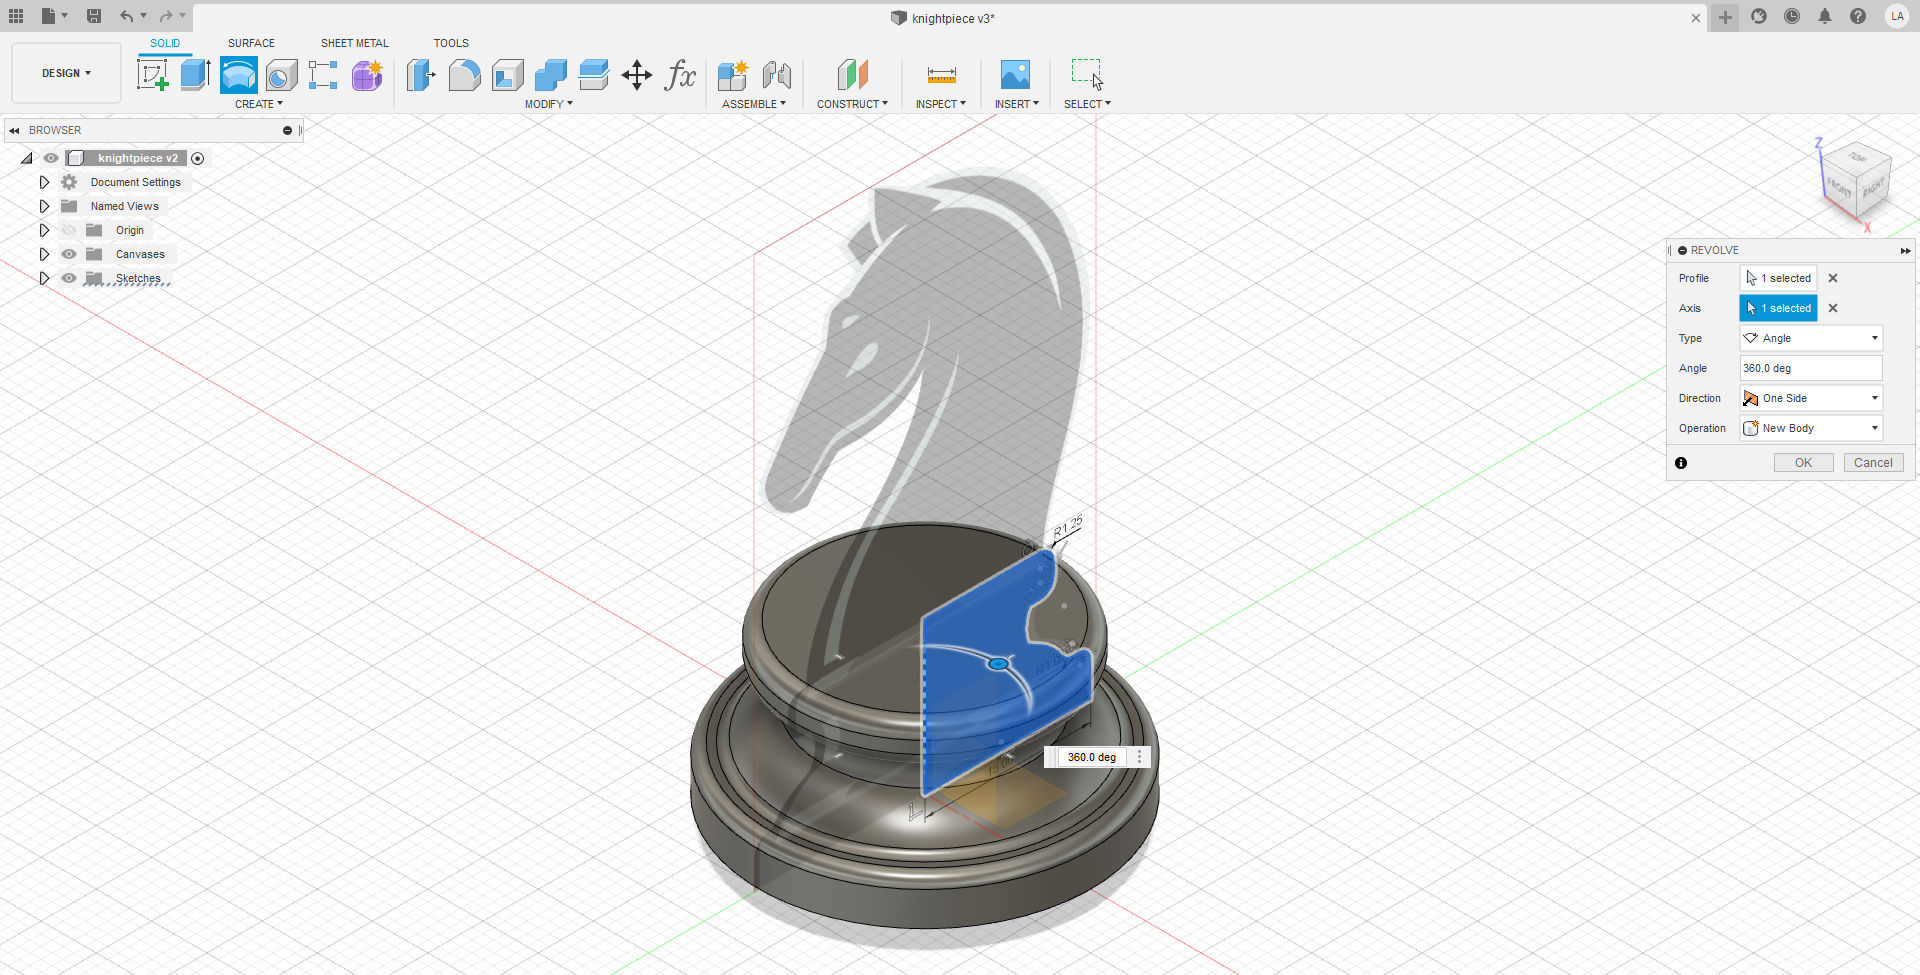 knightpiece v3*
LA
SOLID
SURFACE
SHEET METAL
TOOLS
DESIGN
fx
CREATE
MODIFY
ASSEMBLE
CONSTRUCT
INSPECT
INSERT
SELECT
BROWSER
knightpiece v2
Document Settings
Named Views
Origin
Canvases
Sketches
Z
TOP
FRONT
RIGHT
X
REVOLVE
Profile
1 selected
Axis
1 selected
Type
Angle
Angle
360.0 deg
Direction
One Side
Operation
New Body
OK
Cancel
R1.25
360.0 deg